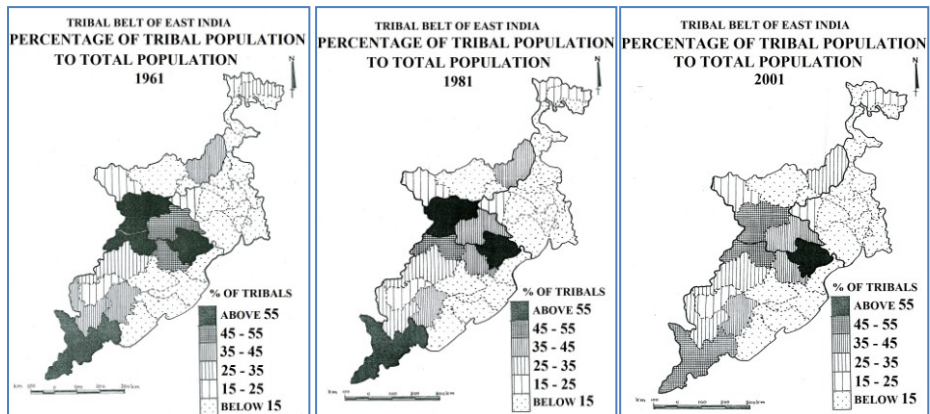 TRIBAL BELT OF EAST INDIA
PERCENTAGE OF TRIBAL POPULATION
TO TOTAL POPULATION
1961
N
% OF TRIBALS
ABOVE 55
45 - 55
35 - 45
25 - 35
15 - 25
BELOW 15
TRIBAL BELT OF EAST INDIA
PERCENTAGE OF TRIBAL POPULATION
TO TOTAL POPULATION
1981
N
% OF TRIBALS
ABOVE 55
45 - 55
35 - 45
25 - 35
15 - 25
BELOW 15
TRIBAL BELT OF EAST INDIA
PERCENTAGE OF TRIBAL POPULATION
TO TOTAL POPULATION
2001
N
% OF TRIBALS
ABOVE 55
45 - 55
35 - 45
25 - 35
15 - 25
BELOW 15